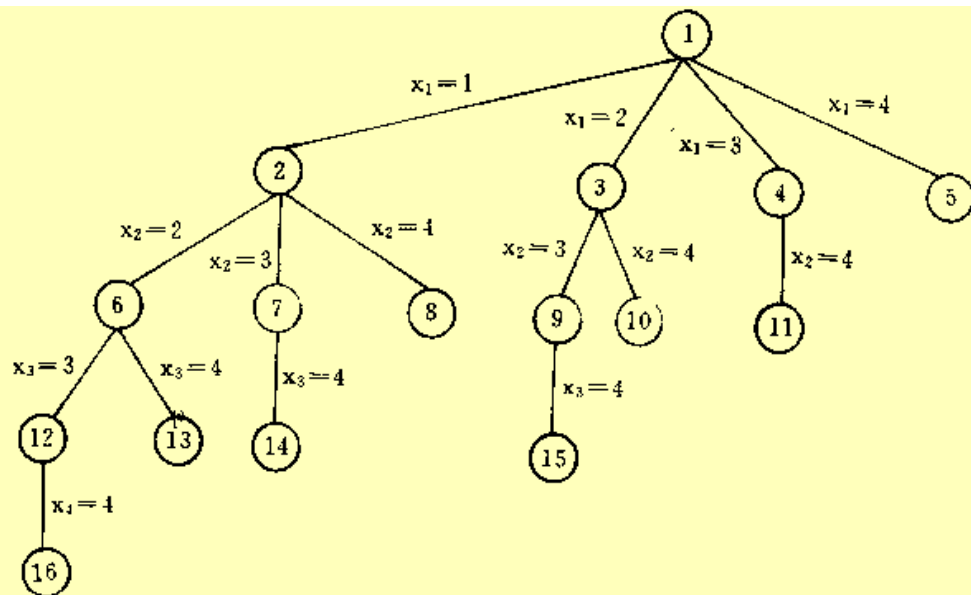 1
x₁=1
x₁=2
x₁=3
x₁=4
2
3
4
5
x₂=2
x₂=3
x₂=4
x₂=3
x₂=4
x₂=4
6
7
8
9
10
11
x₃=3
x₃=4
x₃=4
x₃=4
12
13
14
15
x₄=4
16